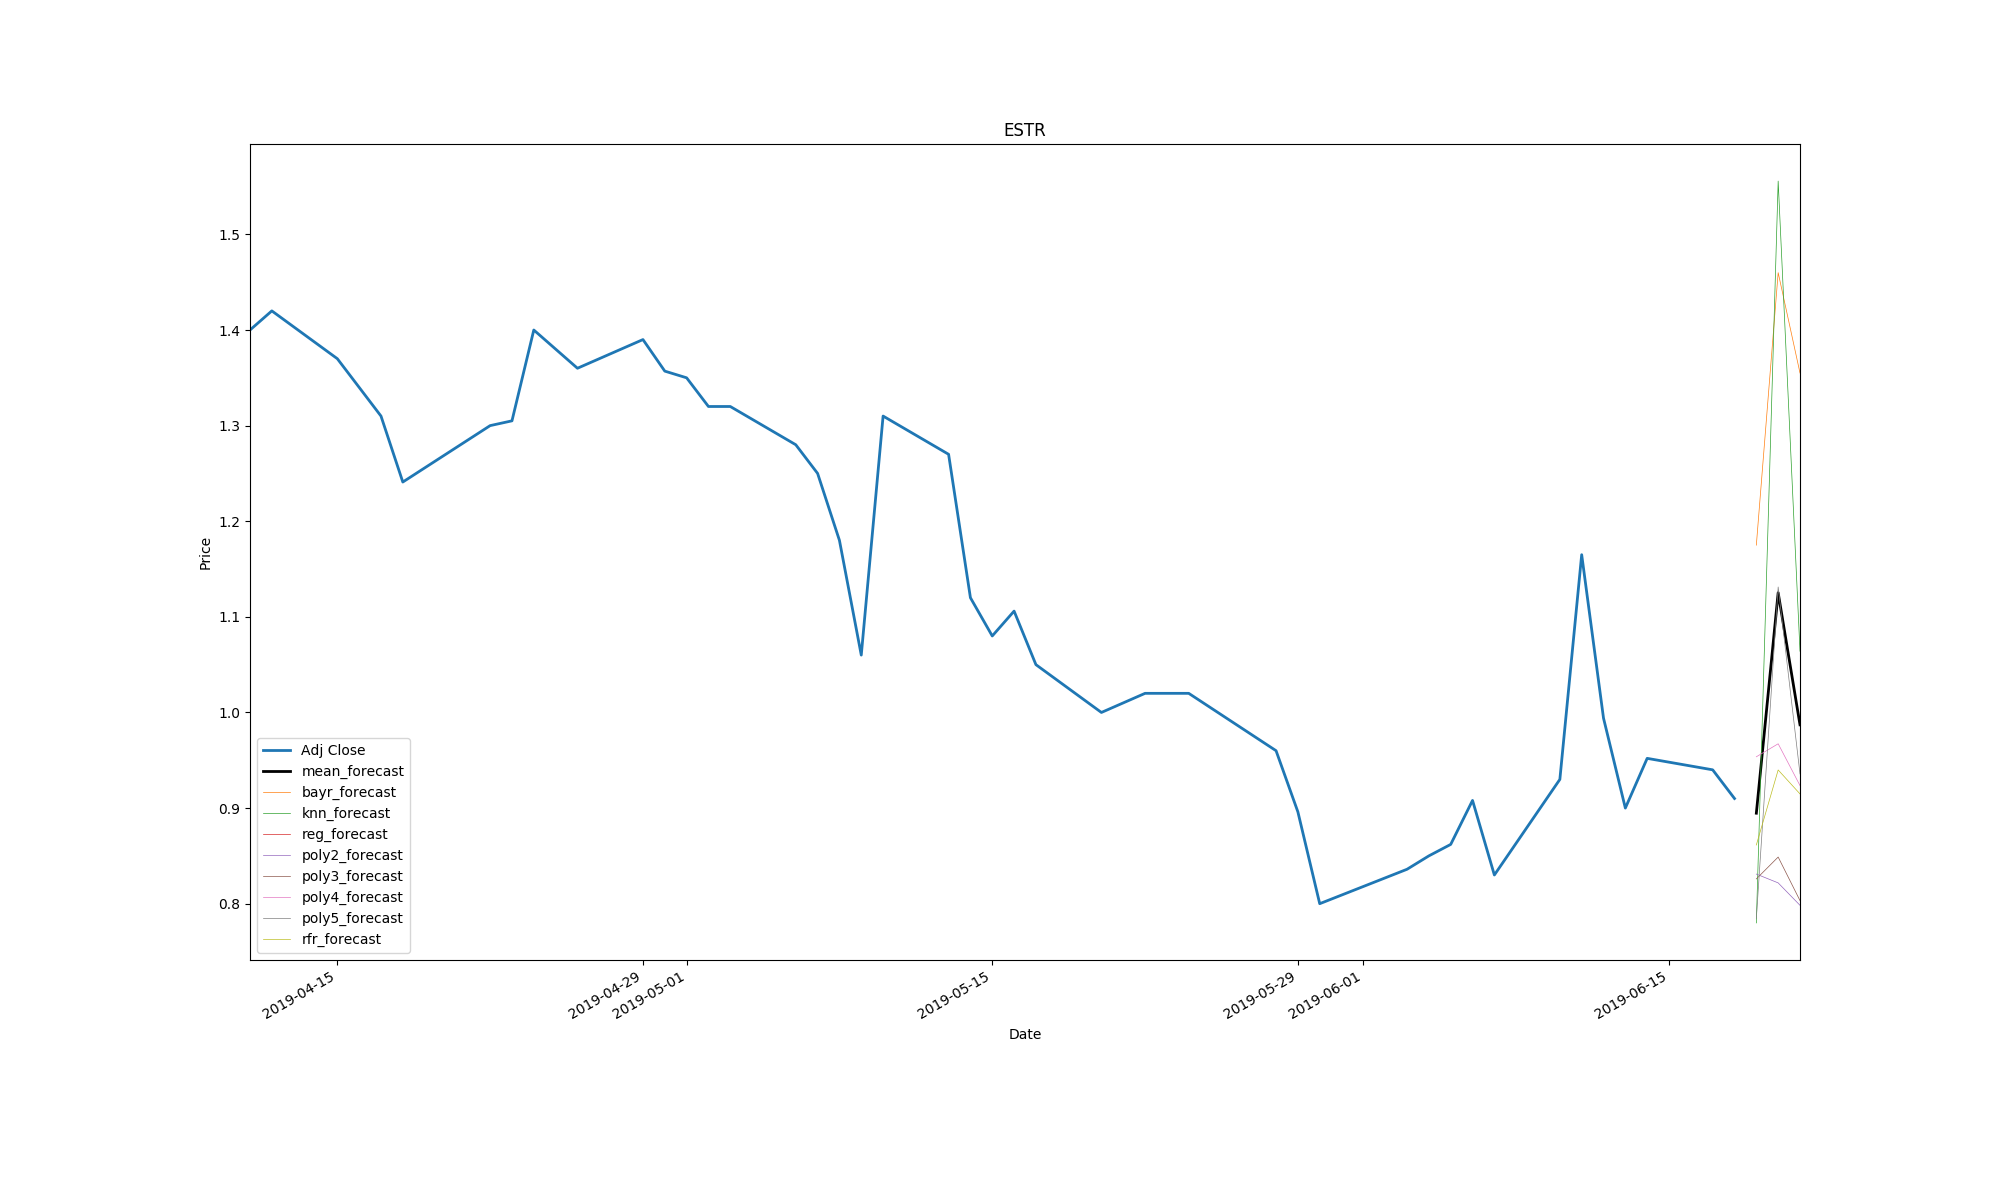 ESTR
1.5
1.4
1.3
1.2
1.1
1.0
0.9
0.8
Price
Adj Close
mean_forecast
bayr_forecast
knn_forecast
reg_forecast
poly2_forecast
poly3_forecast
poly4_forecast
poly5_forecast
rfr_forecast
2019-04-15
2019-04-29
2019-05-01
2019-05-15
2019-05-29
2019-06-01
2019-06-15
Date